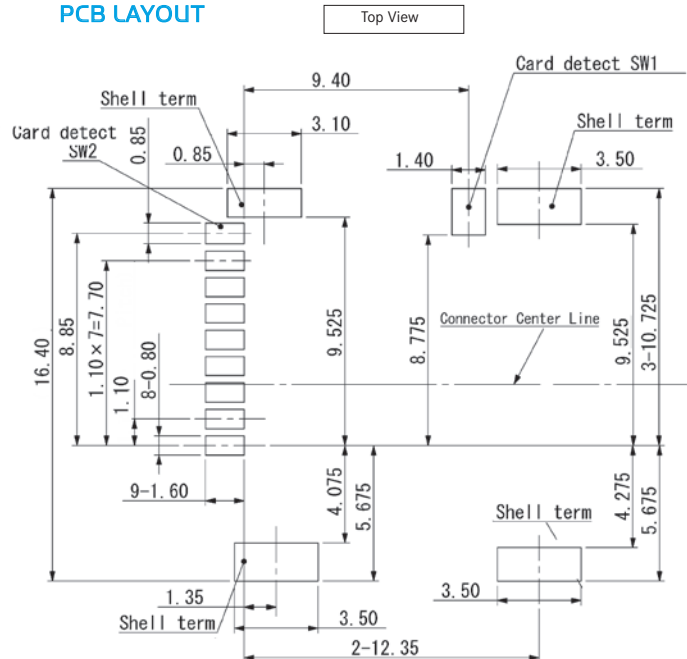 PCB LAYOUT
Top View
Card detect SW1
9.40
Shell term
3.10
Shell term
Card detect
SW2
0.85
0.85
1.40
3.50
16.40
8.85
1.10×7=7.70
1.10
8-0.80
9.525
8.775
Connector Center Line
9.525
3-10.725
9-1.60
4.075
5.675
Shell term
4.275
5.675
1.35
3.50
3.50
Shell term
2-12.35